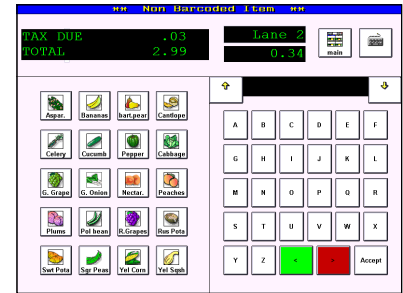 ** Non Barcoded Item **
TAX DUE .03
TOTAL 2.99
Lane 2
0.34
main
Aspar. Bananas bart.pear Cantlope
Celery Cucumb Pepper Cabbage
G. Grape G. Onion Nectar. Peaches
Plums Pol bean R.Grapes Rus Pota
Swt Pota Sgr Peas Yel Corn Yel Sqsh
A B C D E F
G H I J K L
M N O P Q R
S T U V W X
Y Z < > Accept